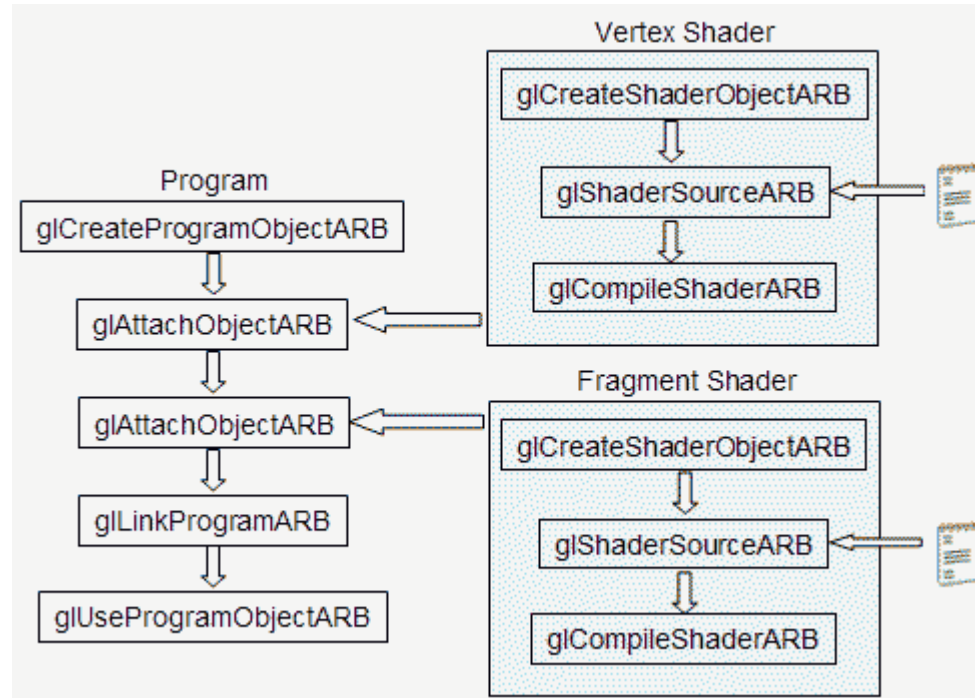 Vertex Shader
glCreateShaderObjectARB
glShaderSourceARB
glCompileShaderARB
Program
glCreateProgramObjectARB
glAttachObjectARB
glAttachObjectARB
glLinkProgramARB
glUseProgramObjectARB
Fragment Shader
glCreateShaderObjectARB
glShaderSourceARB
glCompileShaderARB